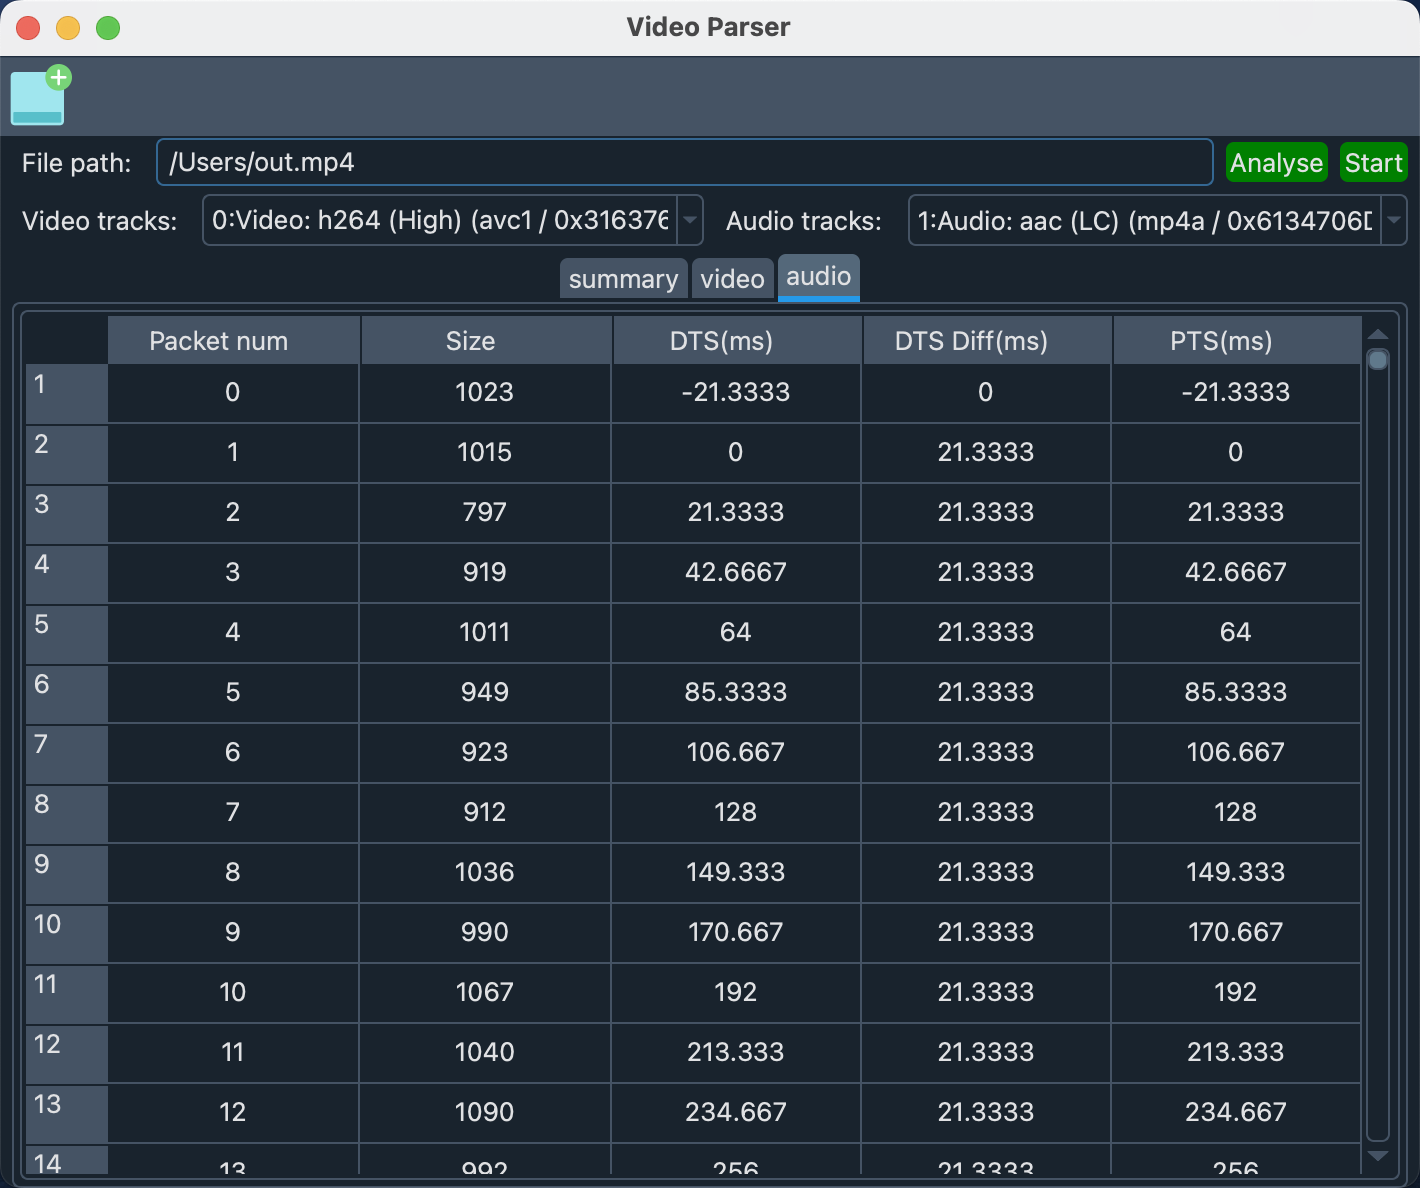 Video Parser
File path: /Users/out.mp4 Analyse Start
Video tracks: 0:Video: h264 (High) (avc1 / 0x316376 Audio tracks: 1:Audio: aac (LC) (mp4a / 0x6134706D
summary video audio
Packet num Size DTS(ms) DTS Diff(ms) PTS(ms)
1 0 1023 -21.3333 0 -21.3333
2 1 1015 0 21.3333 0
3 2 797 21.3333 21.3333 21.3333
4 3 919 42.6667 21.3333 42.6667
5 4 1011 64 21.3333 64
6 5 949 85.3333 21.3333 85.3333
7 6 923 106.667 21.3333 106.667
8 7 912 128 21.3333 128
9 8 1036 149.333 21.3333 149.333
10 9 990 170.667 21.3333 170.667
11 10 1067 192 21.3333 192
12 11 1040 213.333 21.3333 213.333
13 12 1090 234.667 21.3333 234.667
14 13 992 256 21.3333 256